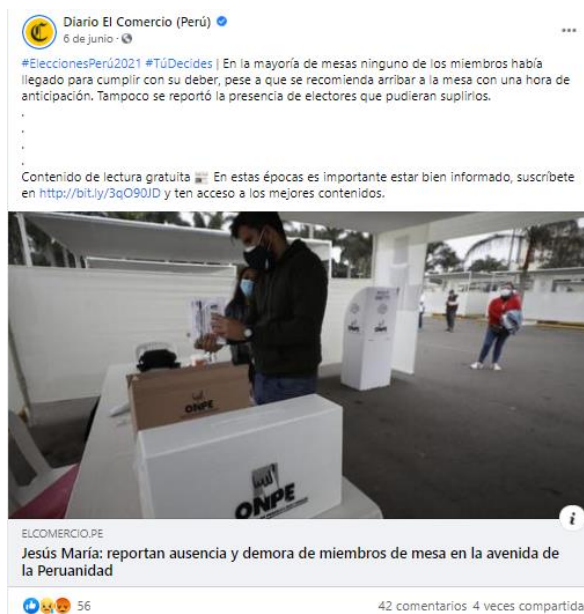 Diario El Comercio (Perú)
6 de junio ·
#EleccionesPerú2021 #TúDecides | En la mayoría de mesas ninguno de los miembros había
llegado para cumplir con su deber, pese a que se recomienda arribar a la mesa con una hora de
anticipación. Tampoco se reportó la presencia de electores que pudieran suplirlos.
.
.
.
.
Contenido de lectura gratuita 📰 En estas épocas es importante estar bien informado, suscríbete
en http://bit.ly/3qO90JD y ten acceso a los mejores contenidos.
ONPE
ONPE
ONPE
ELCOMERCIO.PE
Jesús María: reportan ausencia y demora de miembros de mesa en la avenida de
la Peruanidad
56
42 comentarios 4 veces compartida